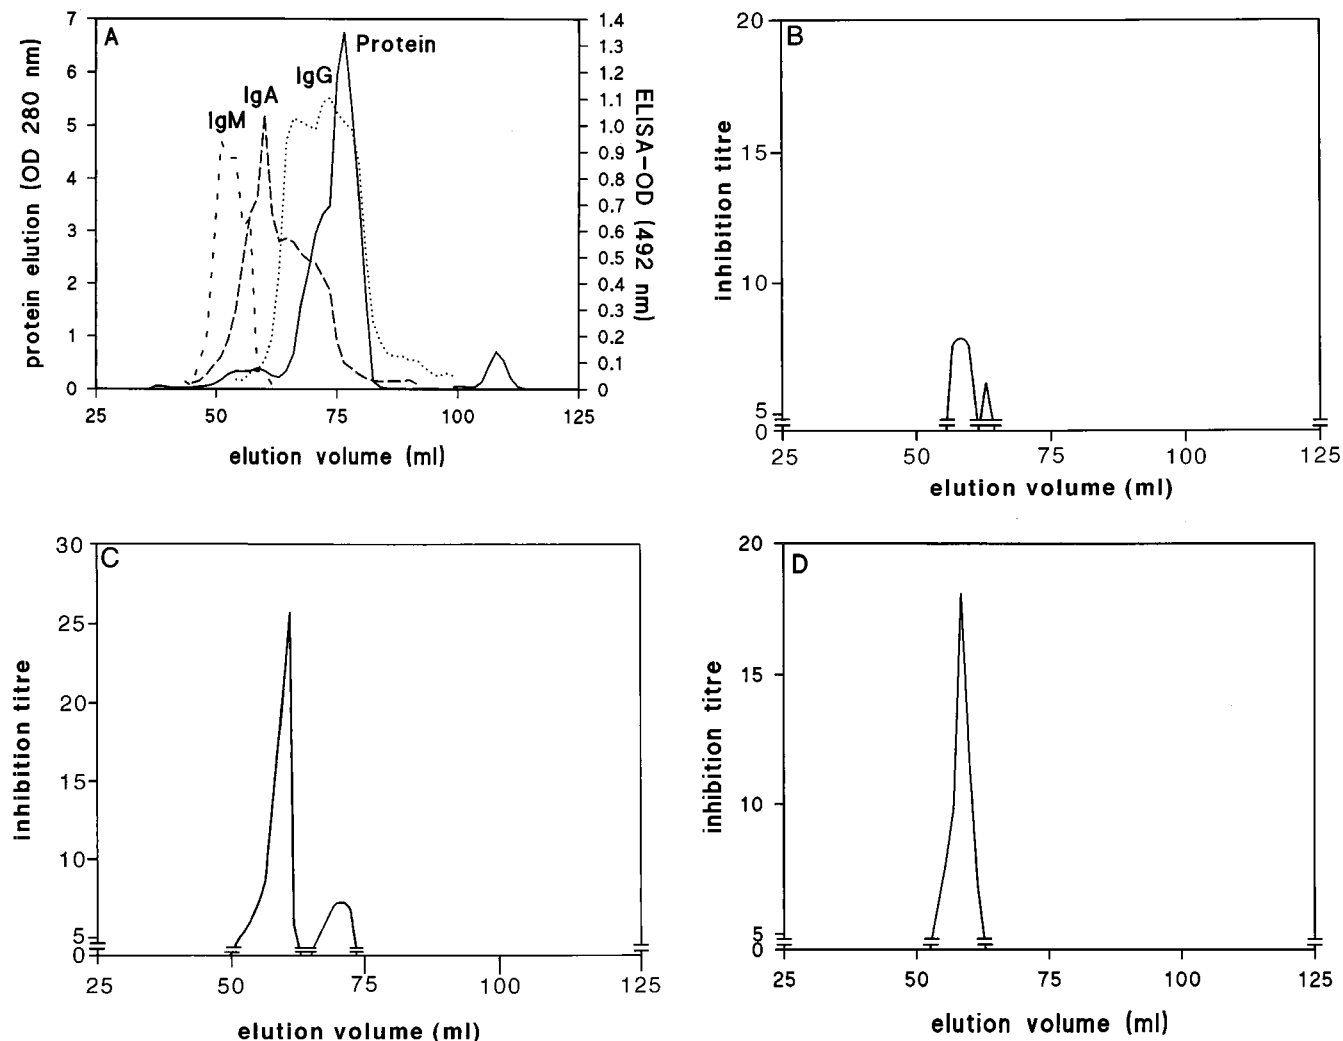 A
7
6
5
4
3
2
1
0
protein elution (OD 280 nm)
IgM
IgA
IgG
Protein
1.4
1.3
1.2
1.1
1.0
0.9
0.8
0.7
0.6
0.5
0.4
0.3
0.2
0.1
0
ELISA-OD (492 nm)
25 50 75 100 125
elution volume (ml)
B
20
15
10
5
0
inhibition titre
25 50 75 100 125
elution volume (ml)
C
30
25
20
15
10
5
0
inhibition titre
25 50 75 100 125
elution volume (ml)
D
20
15
10
5
0
inhibition titre
25 50 75 100 125
elution volume (ml)